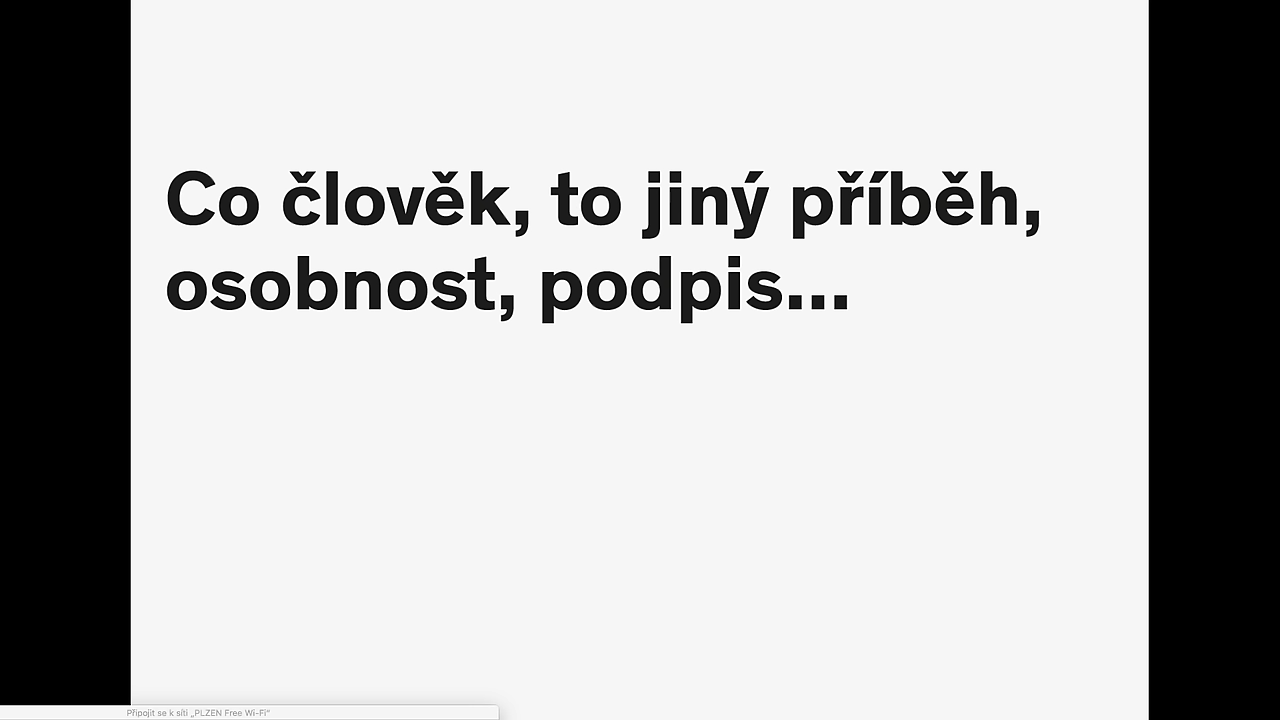 Co člověk, to jiný příběh,
osobnost, podpis...
Připojit se k síti „PLZEN Free Wi-Fi“